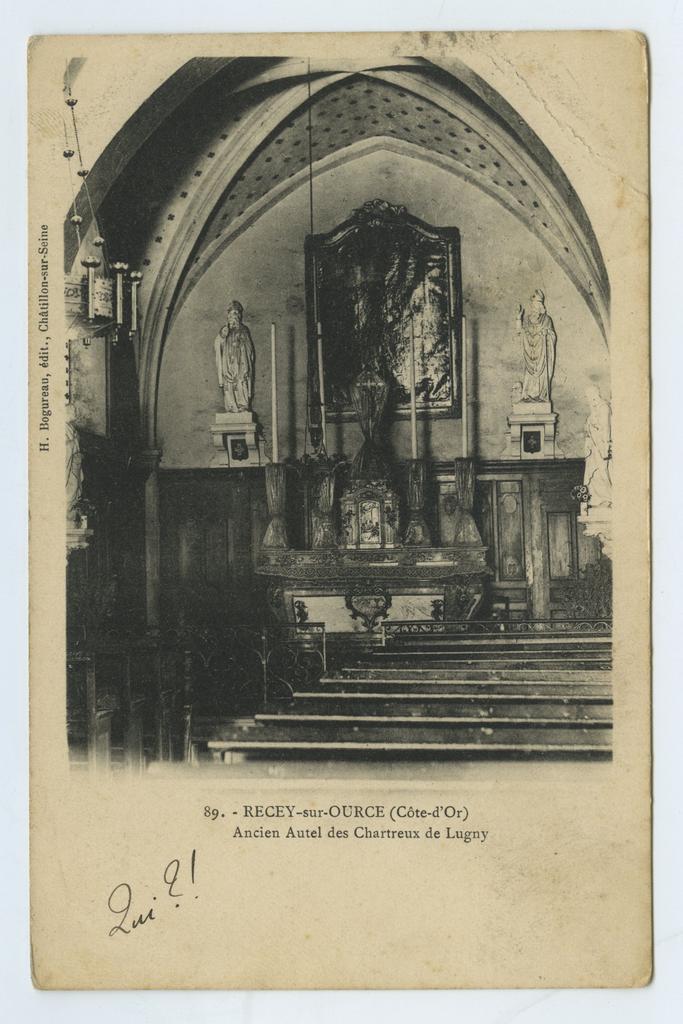 H. Bogureau, édit., Châtillon-sur-Seine
89. - RECEY-sur-OURCE (Côte-d'Or)
Ancien Autel des Chartreux de Lugny
Qui ?!